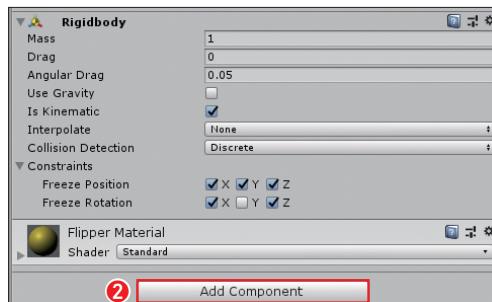 Rigidbody
Mass 1
Drag 0
Angular Drag 0.05
Use Gravity
Is Kinematic
Interpolate None
Collision Detection Discrete
Constraints
Freeze Position X Y Z
Freeze Rotation X Y Z
Flipper Material
Shader Standard
2 Add Component